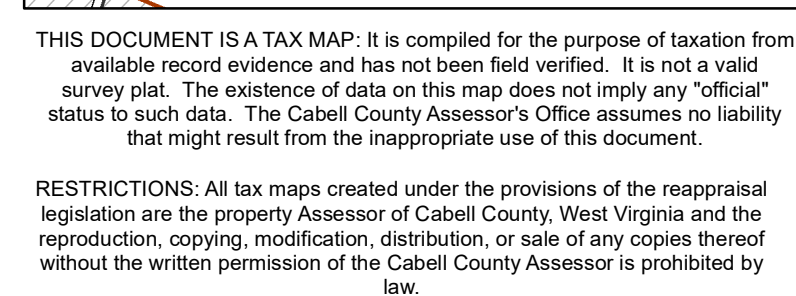 THIS DOCUMENT IS A TAX MAP: It is compiled for the purpose of taxation from
available record evidence and has not been field verified.  It is not a valid
survey plat.  The existence of data on this map does not imply any "official"
status to such data.  The Cabell County Assessor's Office assumes no liability
that might result from the inappropriate use of this document.
RESTRICTIONS: All tax maps created under the provisions of the reappraisal
legislation are the property Assessor of Cabell County, West Virginia and the
reproduction, copying, modification, distribution, or sale of any copies thereof
without the written permission of the Cabell County Assessor is prohibited by
law.